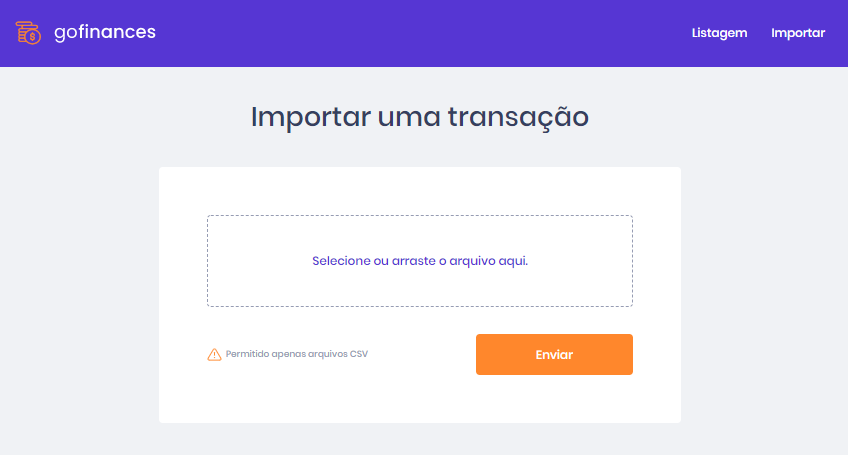 gofinances
Listagem
Importar
Importar uma transação
Selecione ou arraste o arquivo aqui.
Permitido apenas arquivos CSV
Enviar